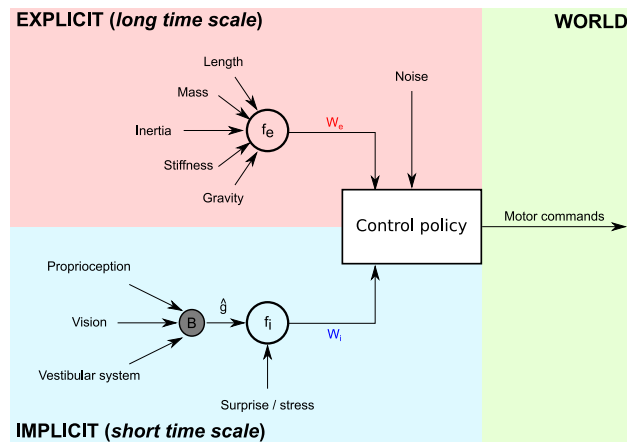 EXPLICIT (long time scale)
WORLD
Length
Mass
Inertia
Stiffness
Gravity
fe
We
Noise
Control policy
Motor commands
Proprioception
Vision
Vestibular system
B
ĝ
fi
Wi
Surprise / stress
IMPLICIT (short time scale)